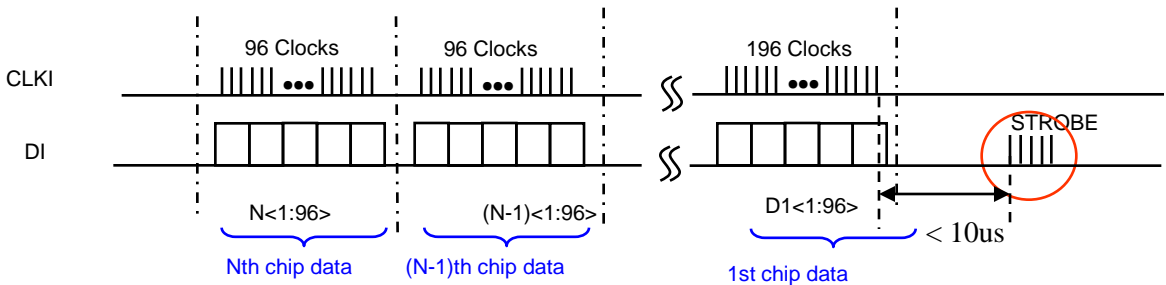 96 Clocks
96 Clocks
196 Clocks
CLKI
STROBE
DI
N<1:96>
(N-1)<1:96>
D1<1:96>
< 10us
Nth chip data
(N-1)th chip data
1st chip data